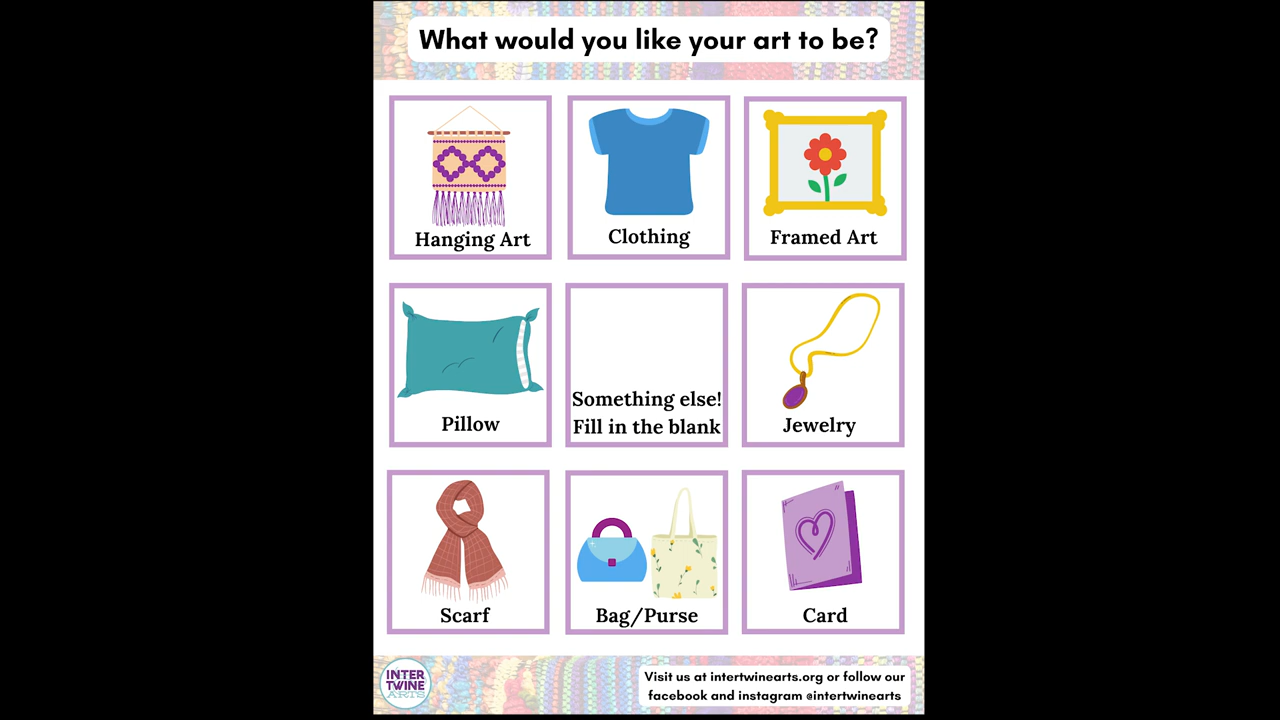 What would you like your art to be?
Hanging Art
Clothing
Framed Art
Pillow
Something else!
Fill in the blank
Jewelry
Scarf
Bag/Purse
Card
INTER
TWINE
ARTS
Visit us at intertwinearts.org or follow our
facebook and instagram @intertwinearts